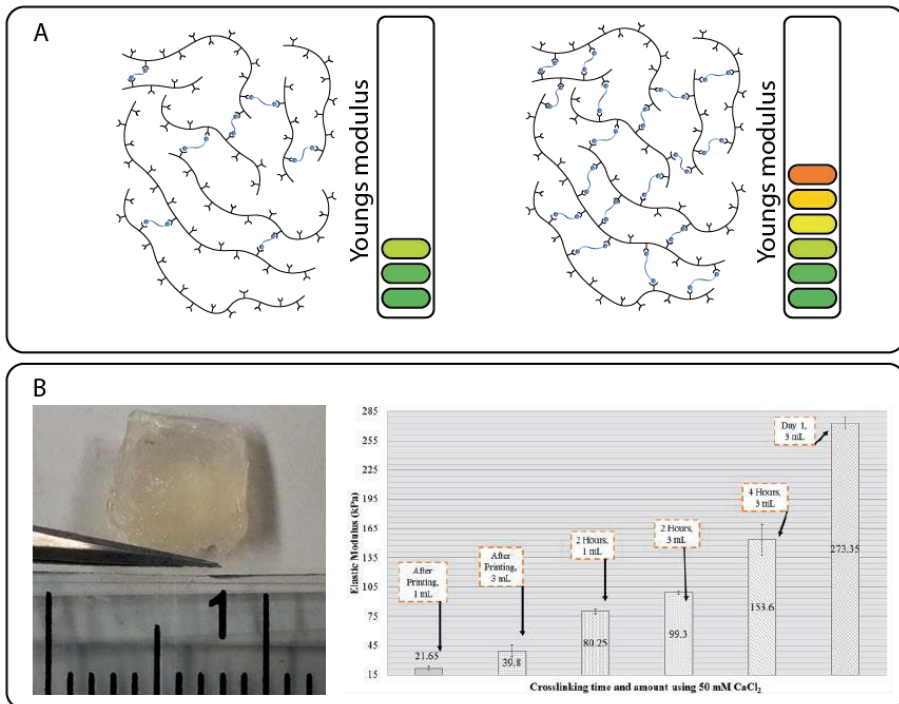 A
Youngs modulus
Youngs modulus
B
1
Elastic Modulus (kPa)
285
255
225
195
165
135
105
75
45
15
After
Printing,
1 mL
21.65
After
Printing,
3 mL
39.8
2 Hours,
1 mL
80.25
2 Hours,
3 mL
99.3
4 Hours,
3 mL
153.6
Day 1,
3 mL
273.35
Crosslinking time and amount using 50 mM CaCl₂